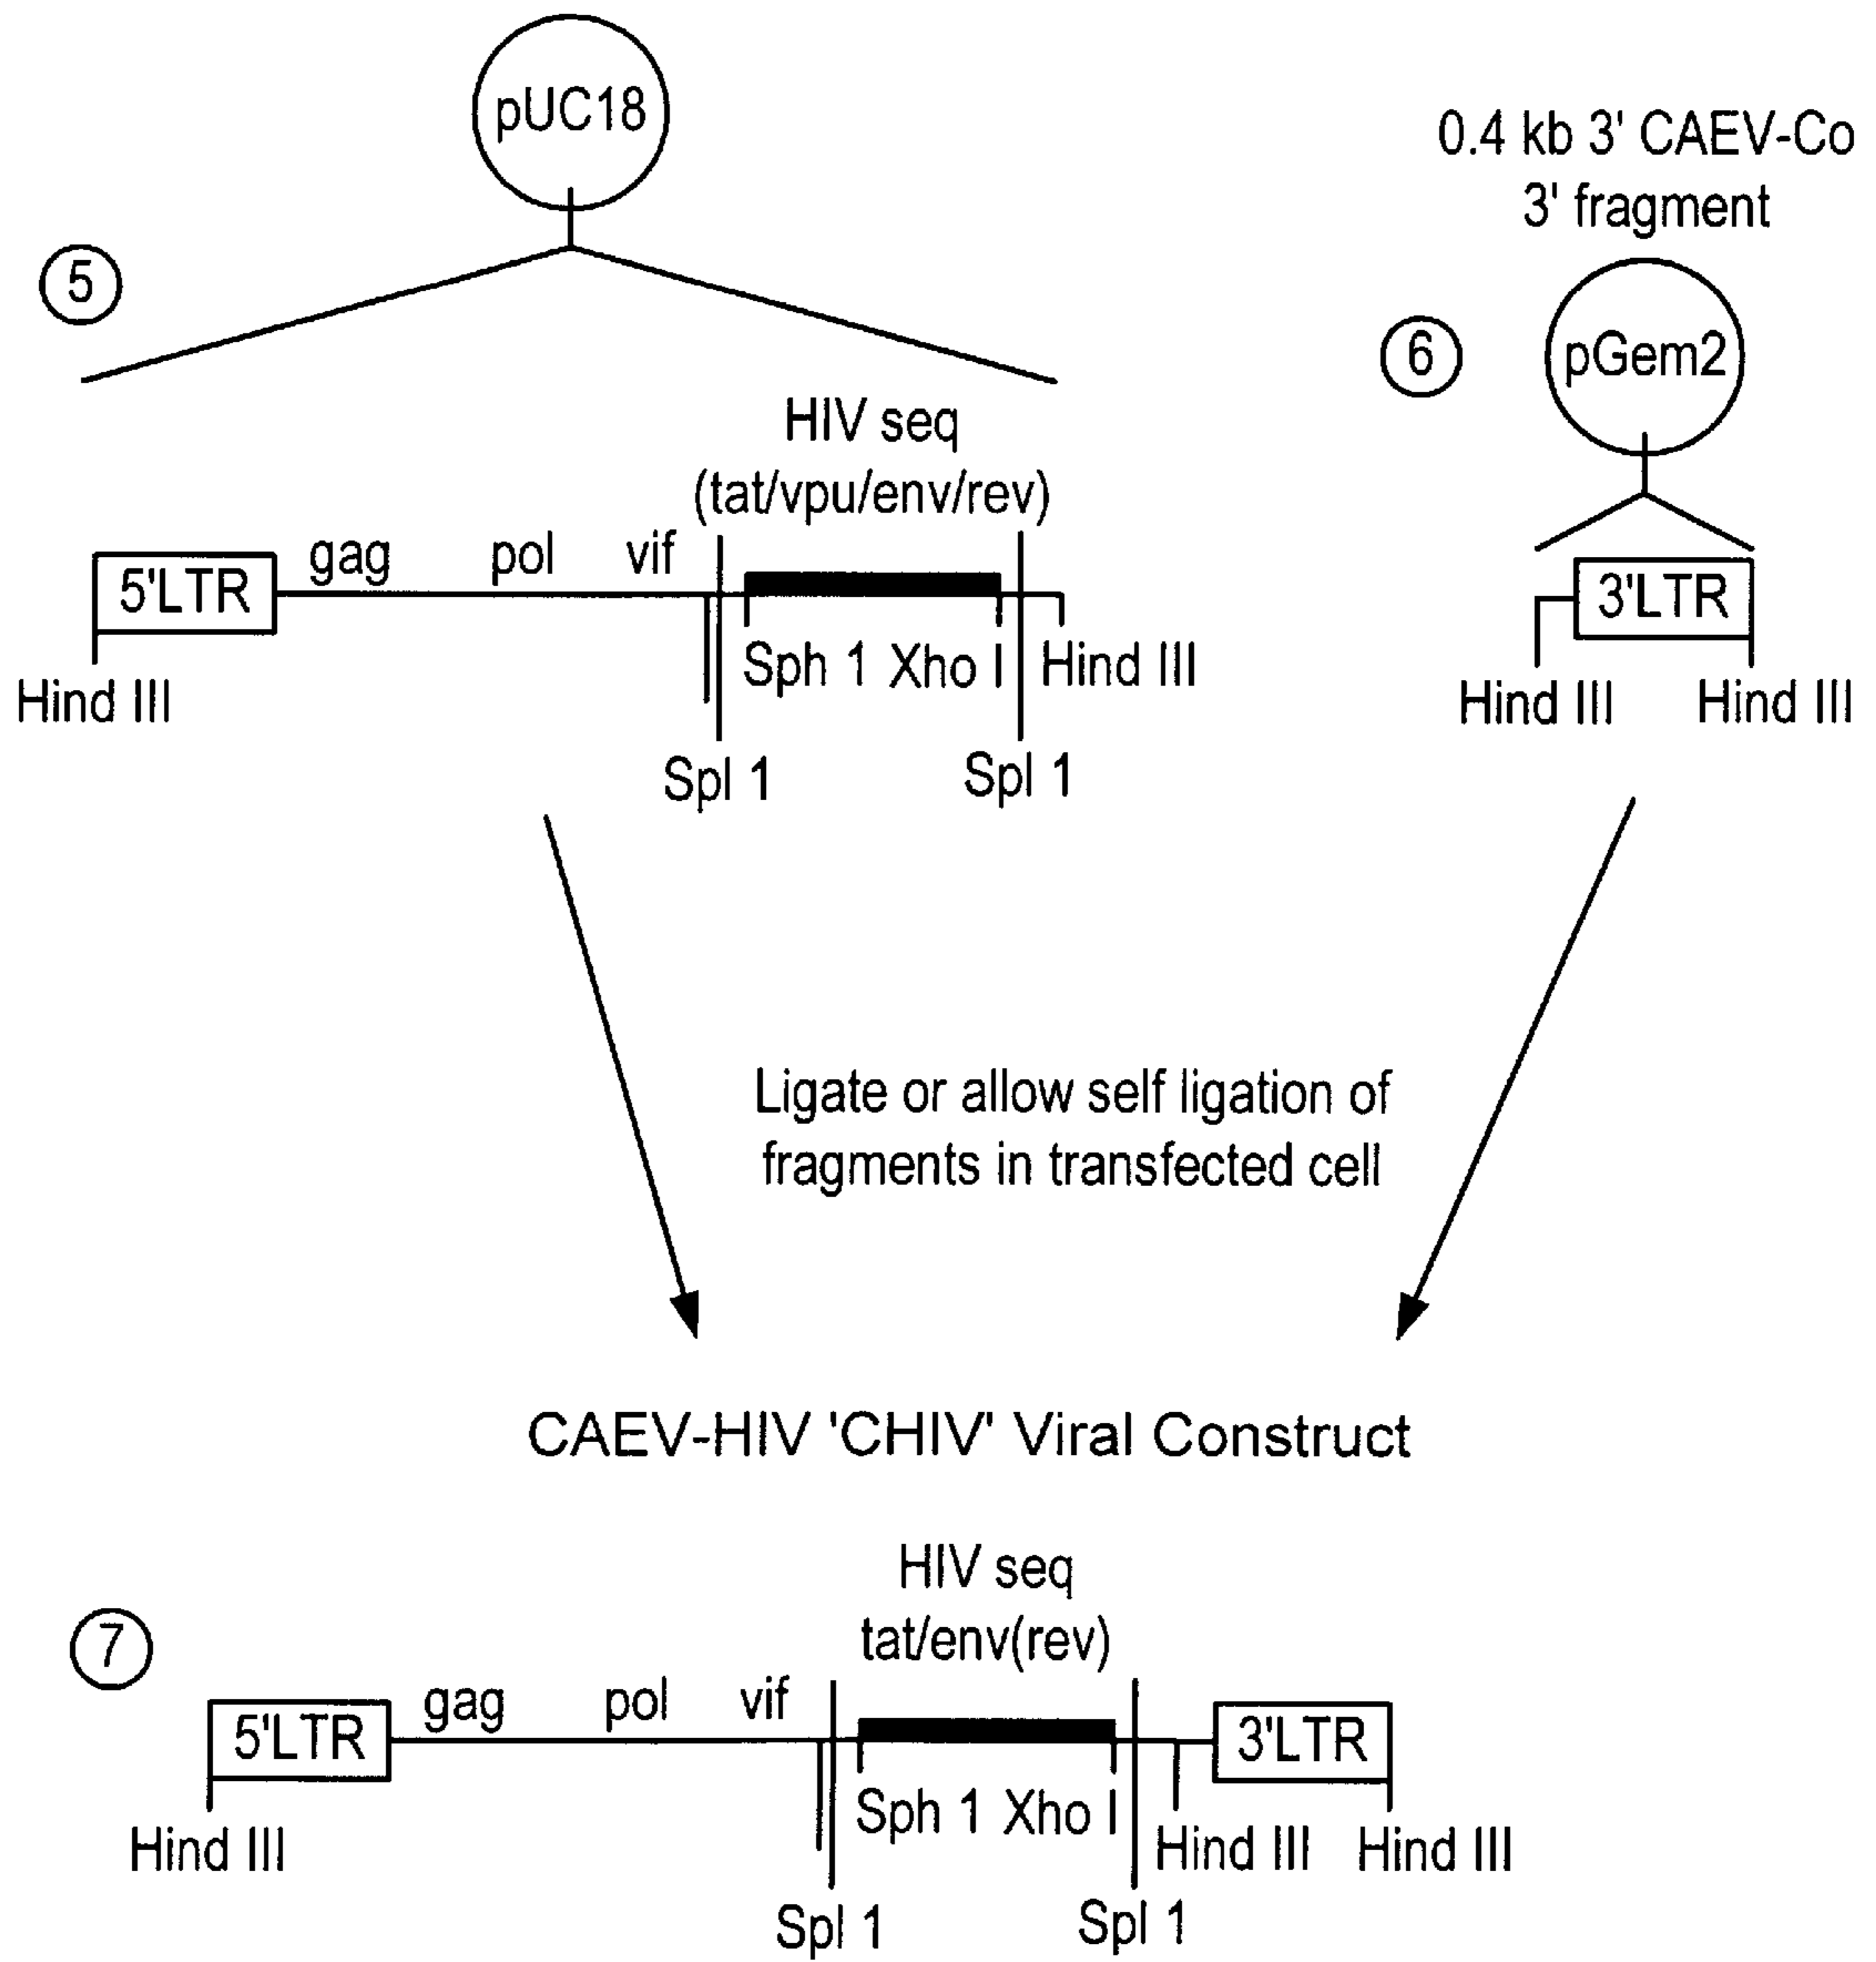 pUC18
0.4 kb 3' CAEV-Co
3' fragment
5
6
pGem2
HIV seq
(tat/vpu/env/rev)
gag pol vif
5'LTR
3'LTR
Sph 1 Xho I Hind III
Hind III
Hind III Hind III
Spl 1 Spl 1
Ligate or allow self ligation of
fragments in transfected cell
CAEV-HIV 'CHIV' Viral Construct
HIV seq
tat/env(rev)
7
gag pol vif
5'LTR
3'LTR
Sph 1 Xho I
Hind III Hind III Hind III
Spl 1 Spl 1